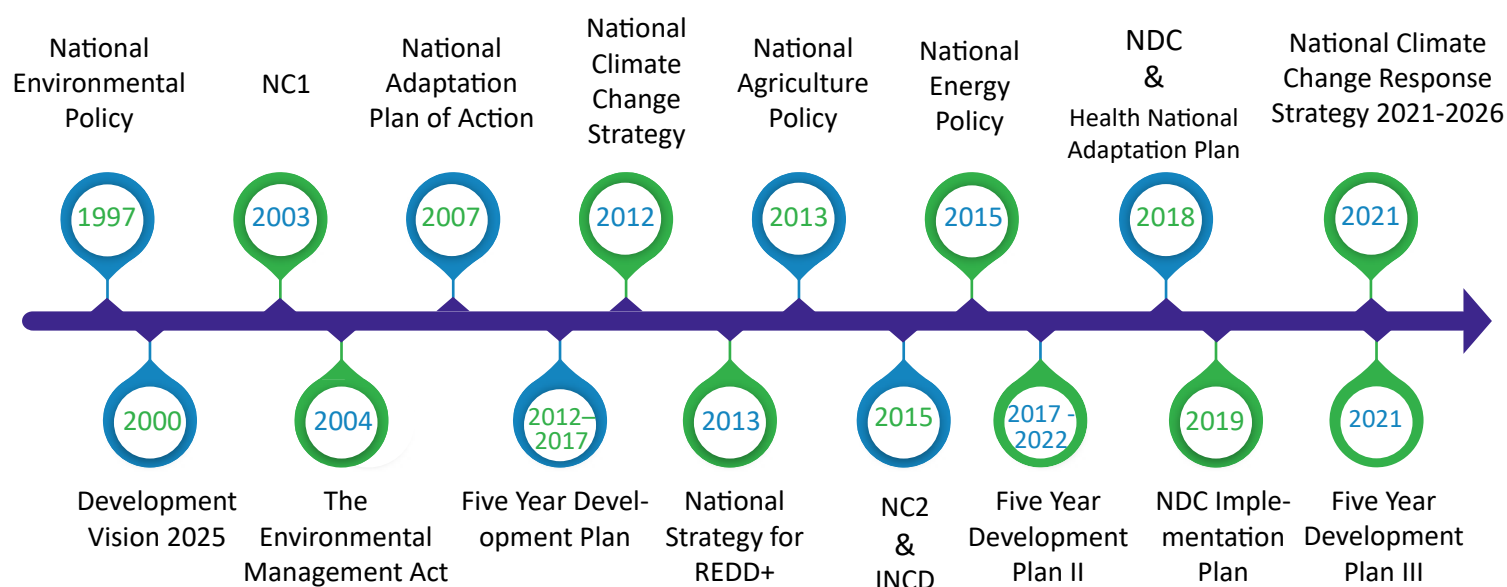 National
Environmental
Policy
NC1
National
Adaptation
Plan of Action
National
Climate
Change
Strategy
National
Agriculture
Policy
National
Energy
Policy
NDC
&
Health National
Adaptation Plan
National Climate
Change Response
Strategy 2021-2026
1997
2003
2007
2012
2013
2015
2018
2021
2000
2004
2012–
2017
2013
2015
2017 -
2022
2019
2021
Development
Vision 2025
The
Environmental
Management Act
Five Year Devel-
opment Plan
National
Strategy for
REDD+
NC2
&
INCD
Five Year
Development
Plan II
NDC Imple-
mentation
Plan
Five Year
Development
Plan III